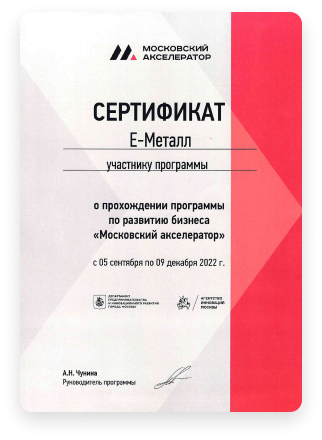 МОСКОВСКИЙ
АКСЕЛЕРАТОР
СЕРТИФИКАТ
Е-Металл
участнику программы
о прохождении программы
по развитию бизнеса
«Московский акселератор»
с 05 сентября по 09 декабря 2022 г.
ДЕПАРТАМЕНТ
ПРЕДПРИНИМАТЕЛЬСТВА
И ИННОВАЦИОННОГО РАЗВИТИЯ
ГОРОДА МОСКВЫ
АГЕНТСТВО
ИННОВАЦИЙ
МОСКВЫ
А.Н. Чунина
Руководитель программы